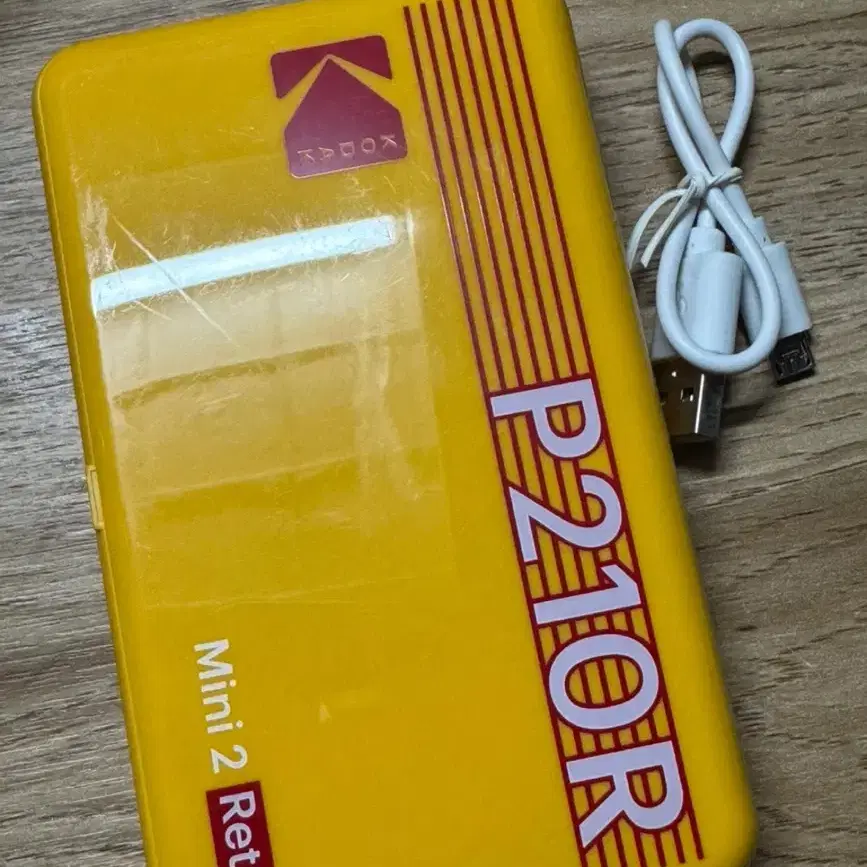 KODAK
P210R
Mini 2 Ret